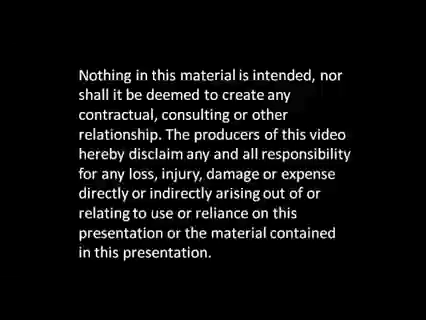 Nothing in this material is intended, nor
shall it be deemed to create any
contractual, consulting or other
relationship. The producers of this video
hereby disclaim any and all responsibility
for any loss, injury, damage or expense
directly or indirectly arising out of or
relating to use or reliance on this
presentation or the material contained
in this presentation.